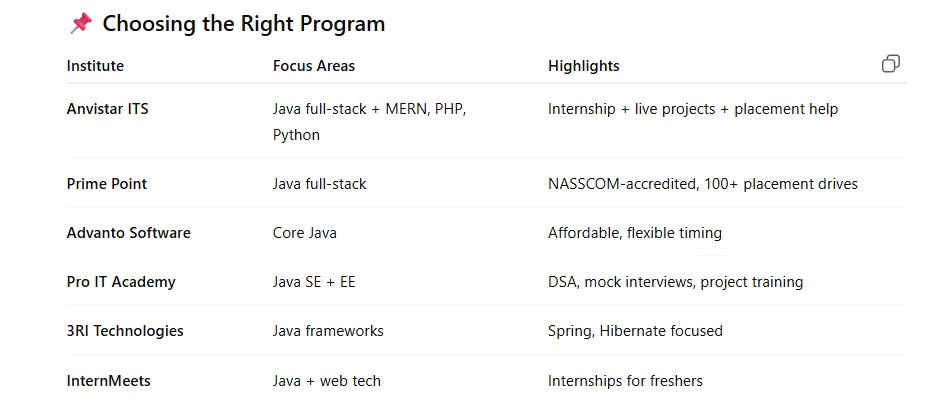 📌 Choosing the Right Program
Institute Focus Areas Highlights
Anvistar ITS Java full-stack + MERN, PHP, Internship + live projects + placement help
Python
Prime Point Java full-stack NASSCOM-accredited, 100+ placement drives
Advanto Software Core Java Affordable, flexible timing
Pro IT Academy Java SE + EE DSA, mock interviews, project training
3RI Technologies Java frameworks Spring, Hibernate focused
InternMeets Java + web tech Internships for freshers